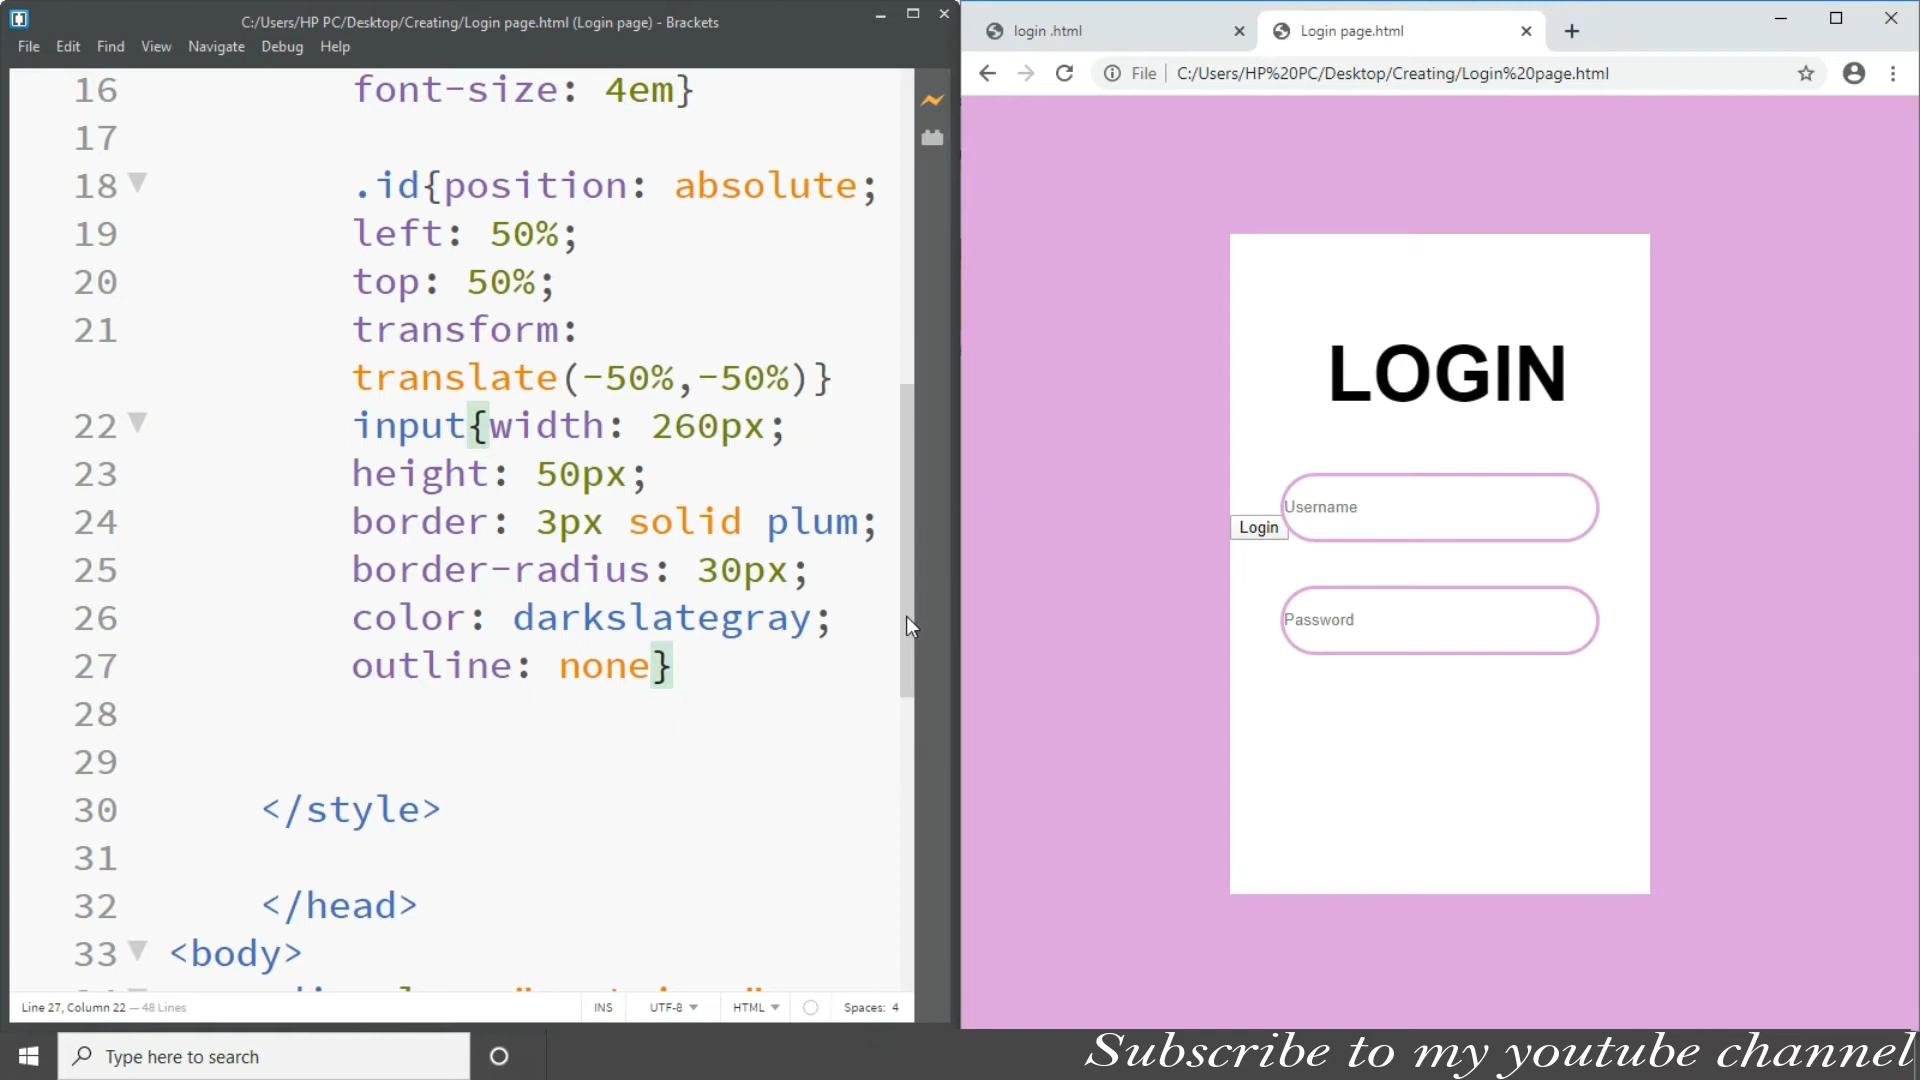 C:/Users/HP PC/Desktop/Creating/Login page.html (Login page) - Brackets
File Edit Find View Navigate Debug Help
16 font-size: 4em}
17
18 .id{position: absolute;
19 left: 50%;
20 top: 50%;
21 transform:
translate(-50%,-50%)}
22 input{width: 260px;
23 height: 50px;
24 border: 3px solid plum;
25 border-radius: 30px;
26 color: darkslategray;
27 outline: none}
28
29
30 </style>
31
32 </head>
33 <body>
Line 27, Column 22 — 48 Lines
INS UTF-8 HTML Spaces: 4
Type here to search
login .html
Login page.html
File C:/Users/HP%20PC/Desktop/Creating/Login%20page.html
LOGIN
Username
Login
Password
Subscribe to my youtube channel